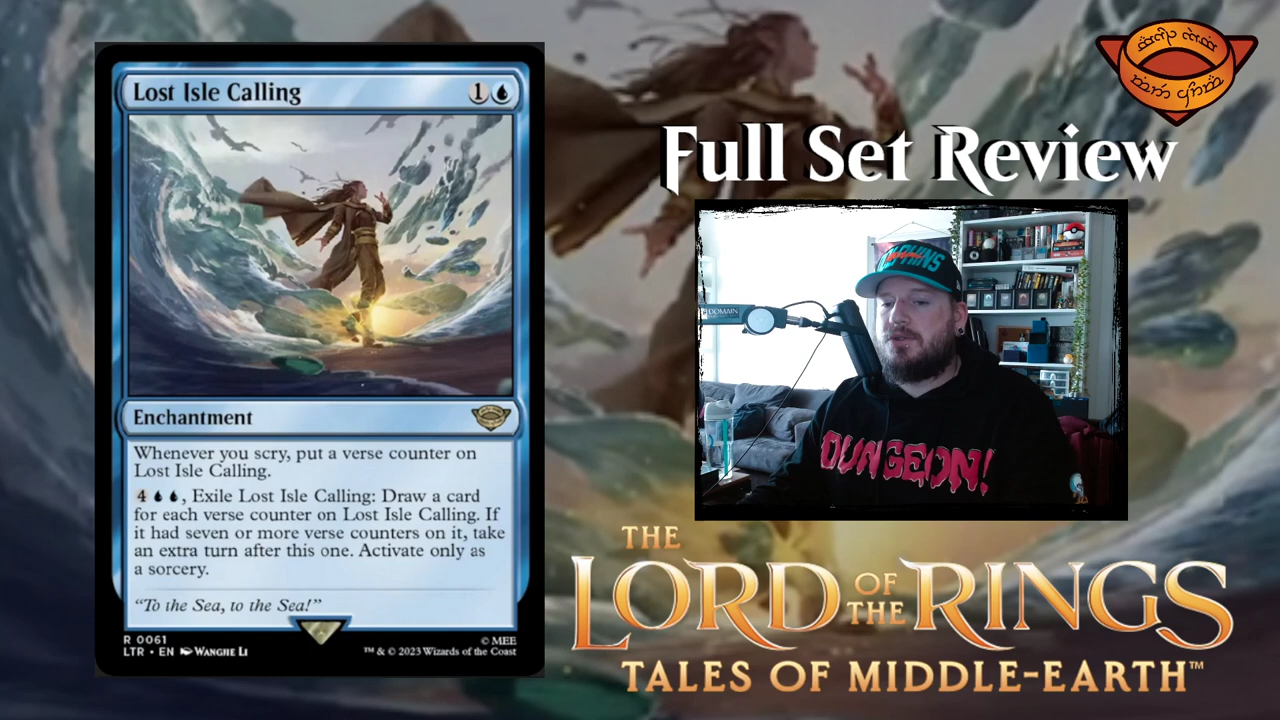 Lost Isle Calling
1
Enchantment
Whenever you scry, put a verse counter on
Lost Isle Calling.
4, Exile Lost Isle Calling: Draw a card
for each verse counter on Lost Isle Calling. If
it had seven or more verse counters on it, take
an extra turn after this one. Activate only as
a sorcery.
“To the Sea, to the Sea!”
R 0061
LTR • EN Wangjie Li
© MEE
™ & © 2023 Wizards of the Coast
Full Set Review
DOLPHINS
DOMAIN
DUNGEON!
THE
LORD OF THE RINGS
TALES OF MIDDLE-EARTH™